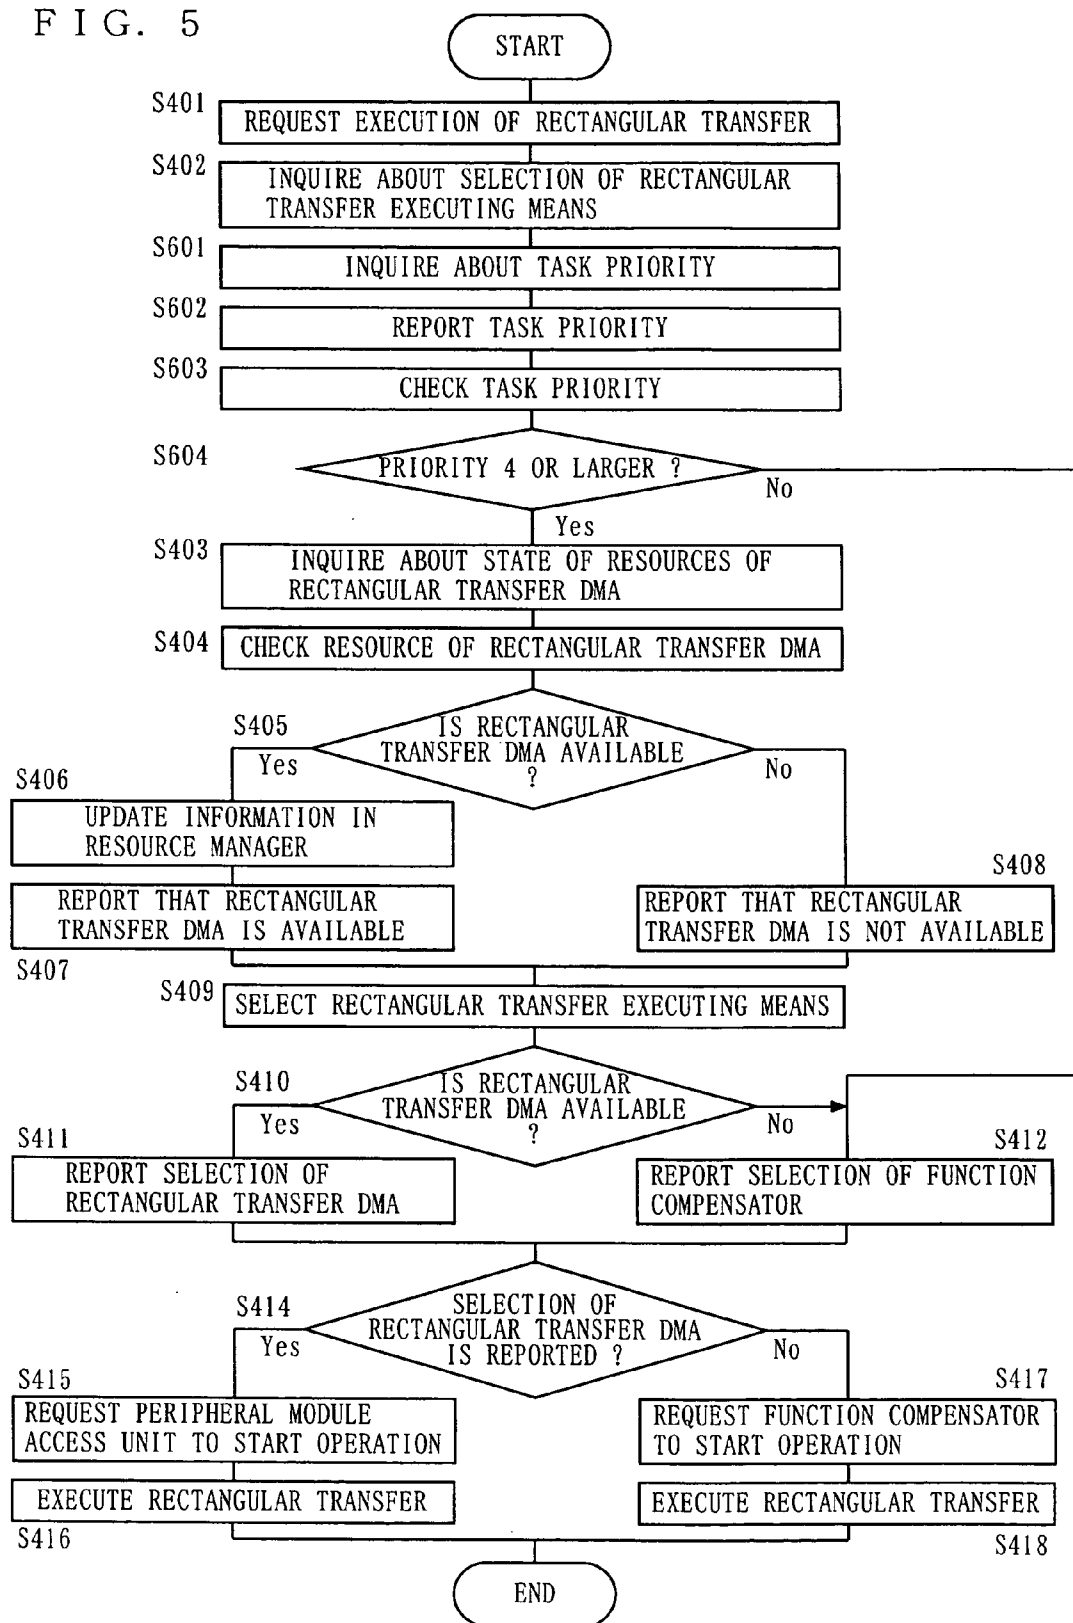 FIG. 5
START
S401
REQUEST EXECUTION OF RECTANGULAR TRANSFER
S402
INQUIRE ABOUT SELECTION OF RECTANGULAR
TRANSFER EXECUTING MEANS
S601
INQUIRE ABOUT TASK PRIORITY
S602
REPORT TASK PRIORITY
S603
CHECK TASK PRIORITY
S604
PRIORITY 4 OR LARGER ?
No
Yes
S403
INQUIRE ABOUT STATE OF RESOURCES OF
RECTANGULAR TRANSFER DMA
S404
CHECK RESOURCE OF RECTANGULAR TRANSFER DMA
S405
IS RECTANGULAR
TRANSFER DMA AVAILABLE
?
Yes
No
S406
UPDATE INFORMATION IN
RESOURCE MANAGER
REPORT THAT RECTANGULAR
TRANSFER DMA IS AVAILABLE
S407
S408
REPORT THAT RECTANGULAR
TRANSFER DMA IS NOT AVAILABLE
S409
SELECT RECTANGULAR TRANSFER EXECUTING MEANS
S410
IS RECTANGULAR
TRANSFER DMA AVAILABLE
?
Yes
No
S411
REPORT SELECTION OF
RECTANGULAR TRANSFER DMA
S412
REPORT SELECTION OF FUNCTION
COMPENSATOR
S414
SELECTION OF
RECTANGULAR TRANSFER DMA
IS REPORTED ?
Yes
No
S415
REQUEST PERIPHERAL MODULE
ACCESS UNIT TO START OPERATION
EXECUTE RECTANGULAR TRANSFER
S416
S417
REQUEST FUNCTION COMPENSATOR
TO START OPERATION
EXECUTE RECTANGULAR TRANSFER
S418
END